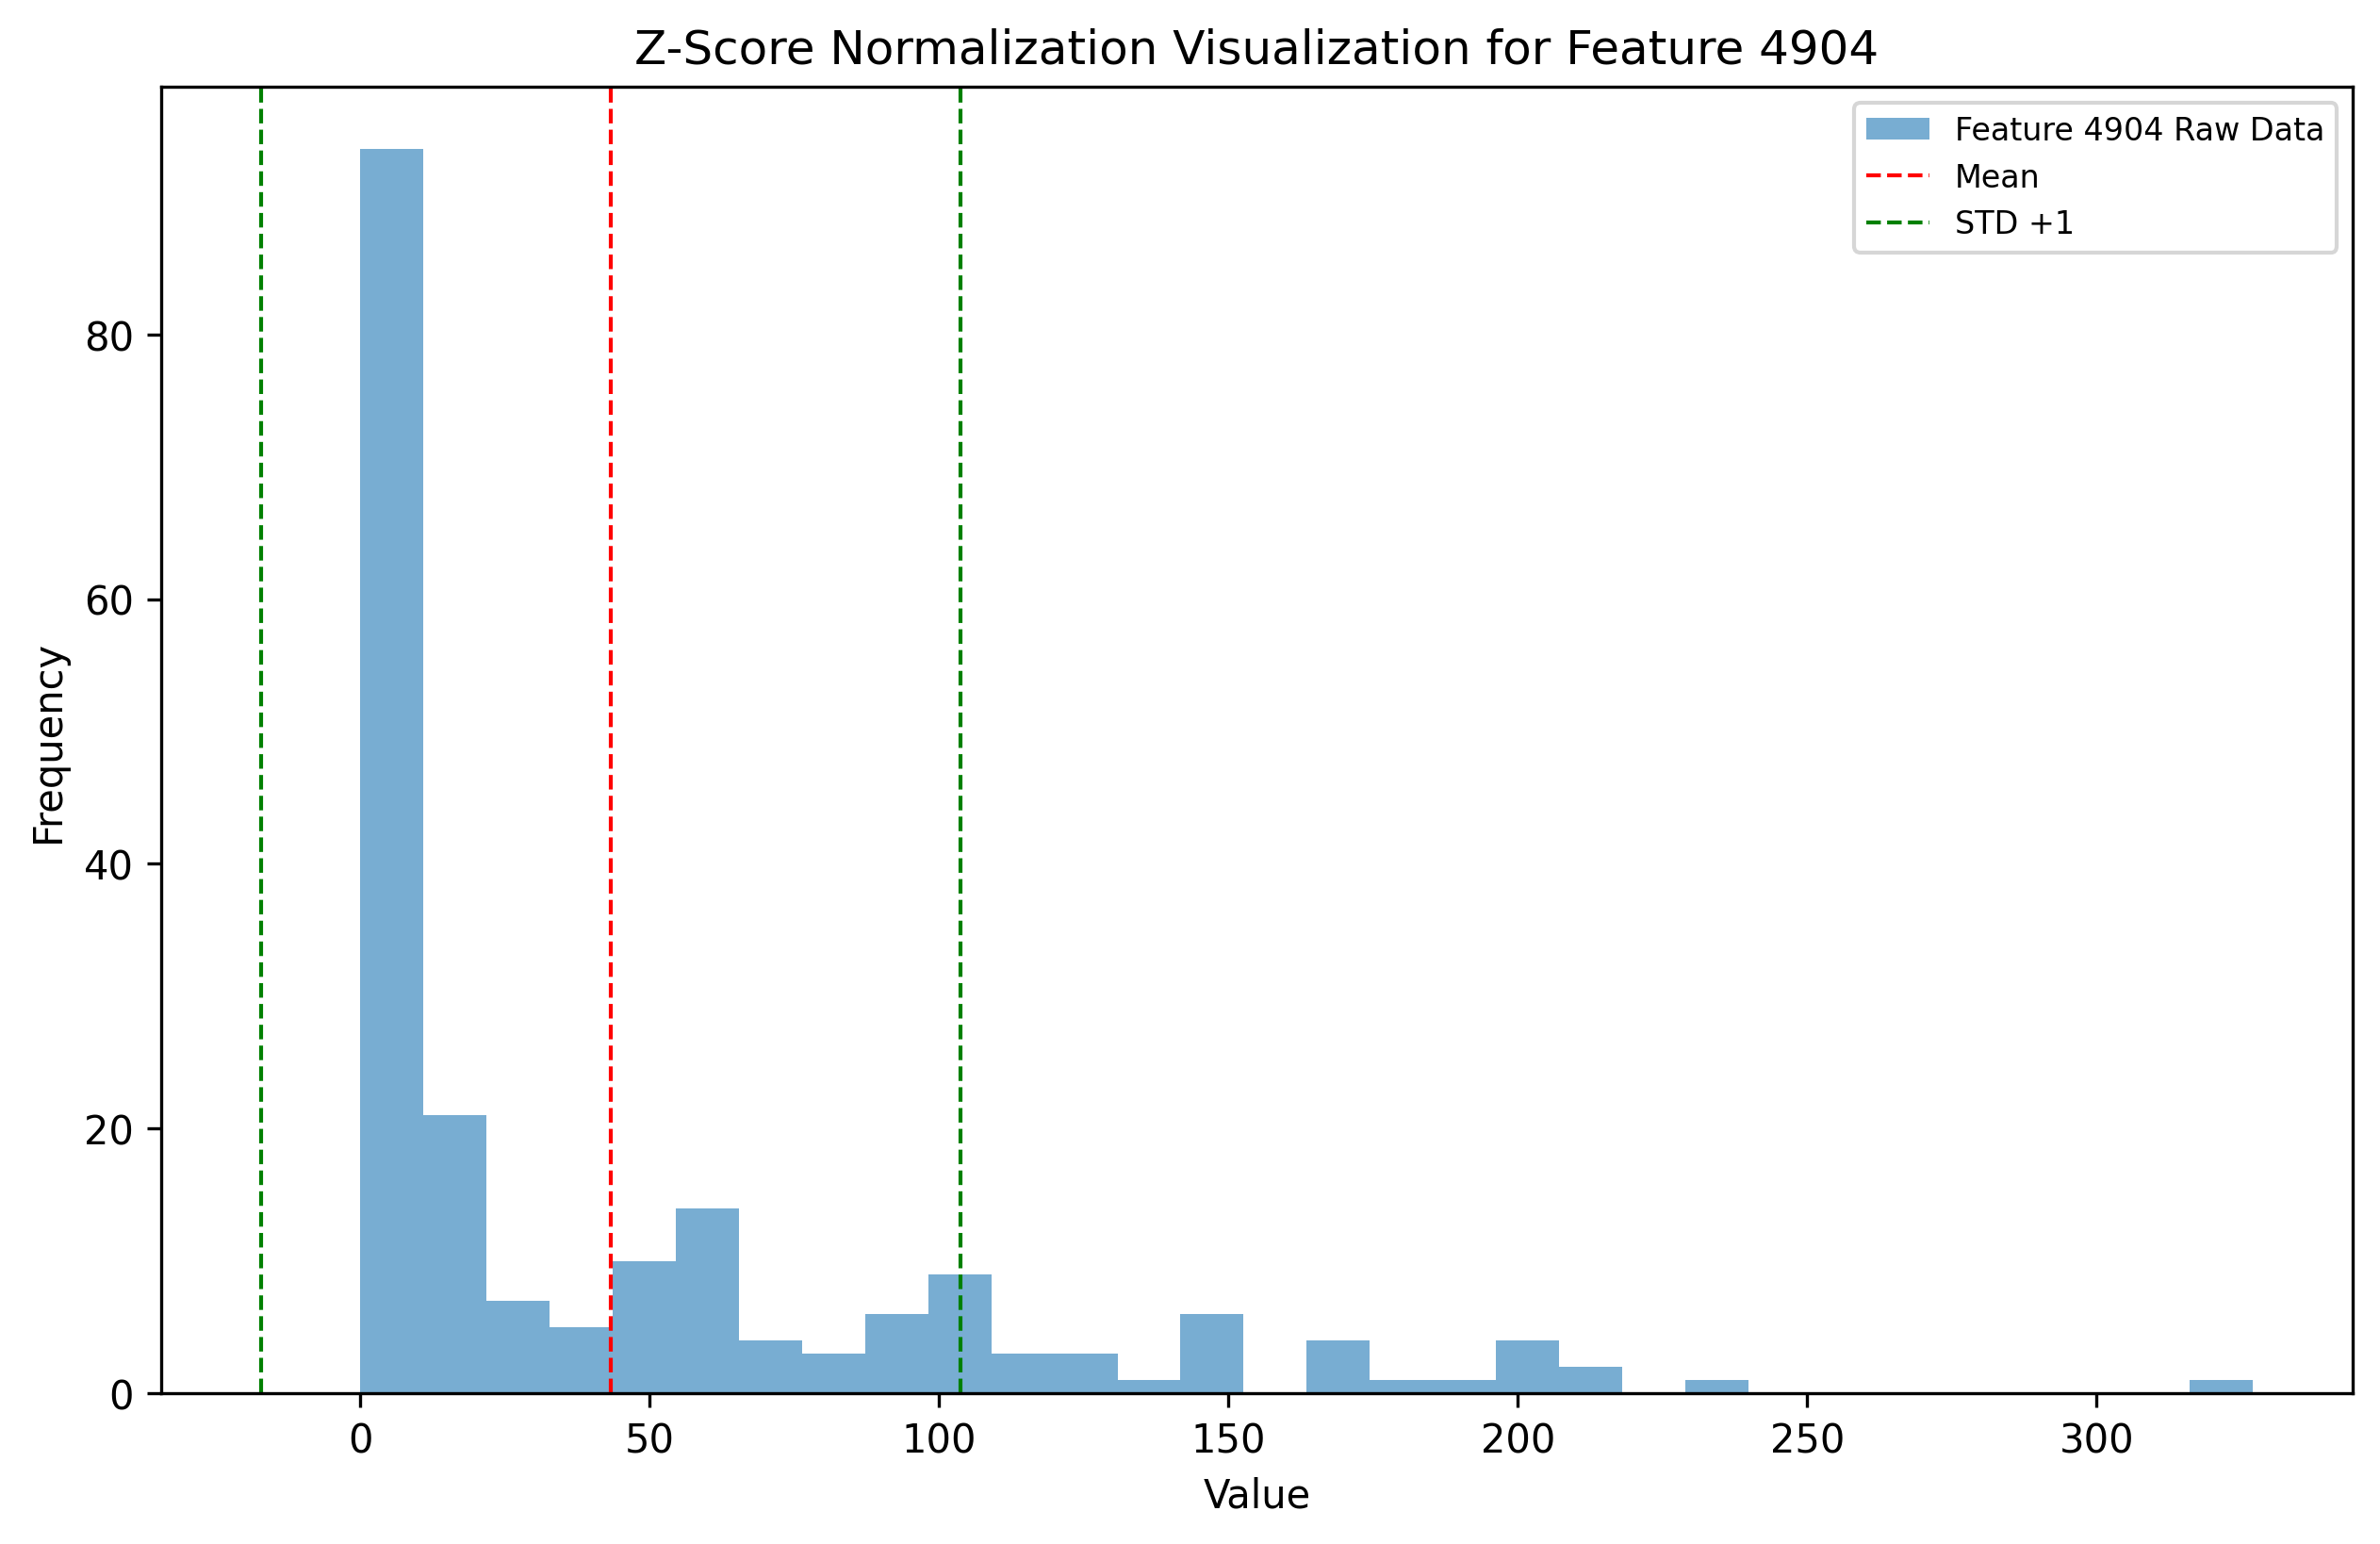 Z-Score Normalization Visualization for Feature 4904
Feature 4904 Raw Data
Mean
STD +1
80
60
40
20
0
Frequency
0 50 100 150 200 250 300
Value